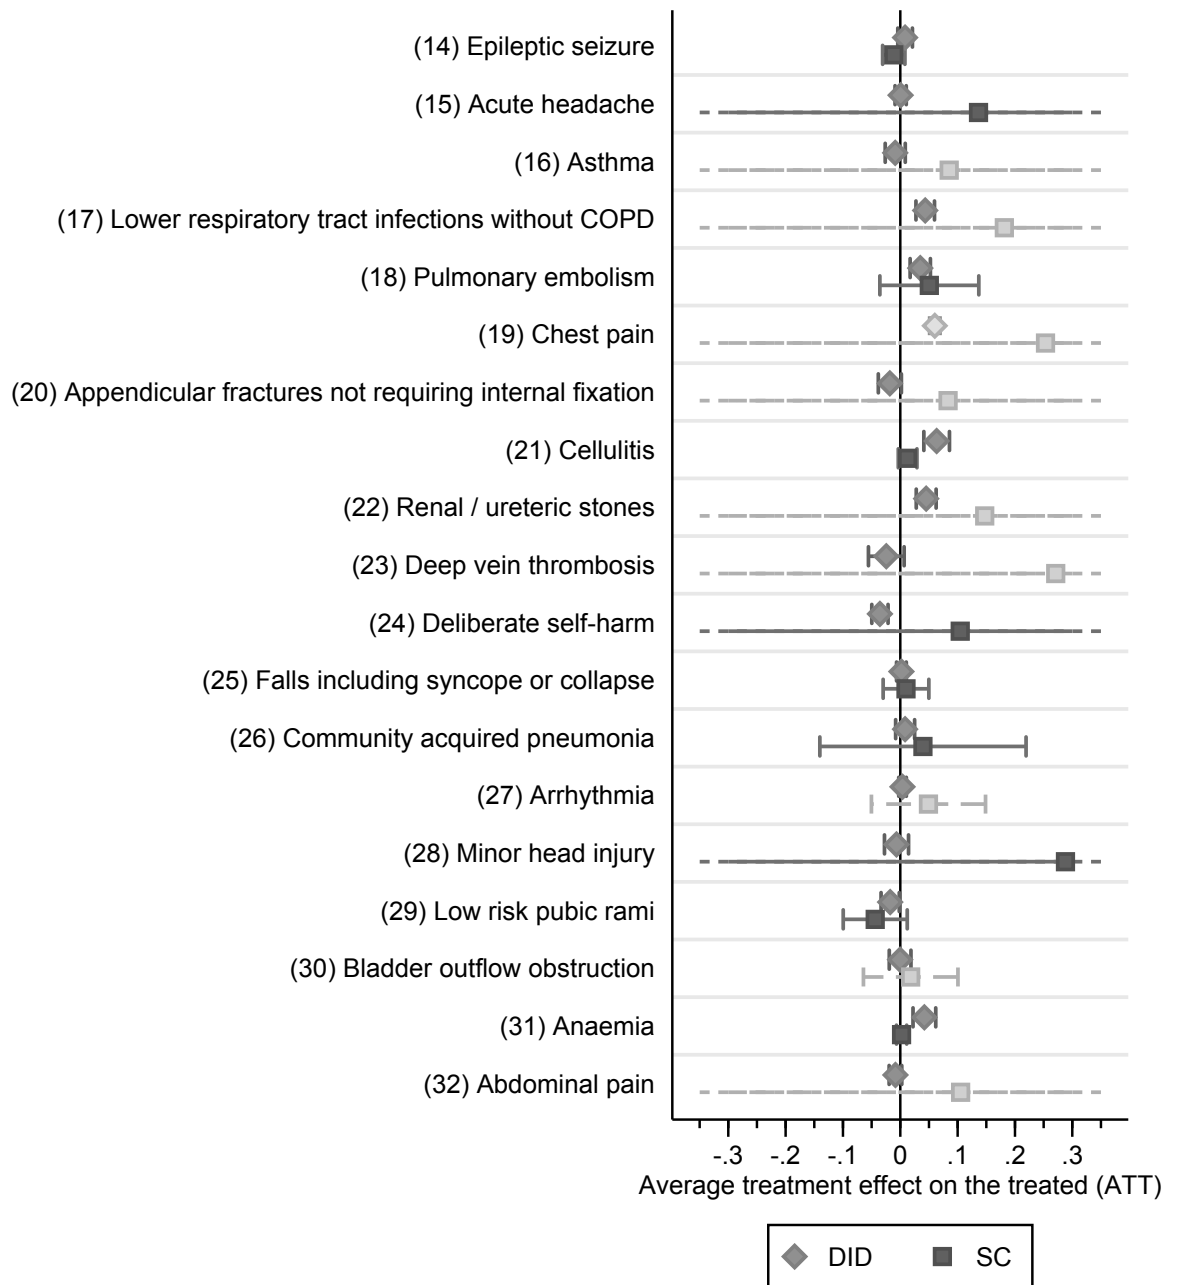 (14) Epileptic seizure
(15) Acute headache
(16) Asthma
(17) Lower respiratory tract infections without COPD
(18) Pulmonary embolism
(19) Chest pain
(20) Appendicular fractures not requiring internal fixation
(21) Cellulitis
(22) Renal / ureteric stones
(23) Deep vein thrombosis
(24) Deliberate self-harm
(25) Falls including syncope or collapse
(26) Community acquired pneumonia
(27) Arrhythmia
(28) Minor head injury
(29) Low risk pubic rami
(30) Bladder outflow obstruction
(31) Anaemia
(32) Abdominal pain
-.3 -.2 -.1 0 .1 .2 .3
Average treatment effect on the treated (ATT)
DID SC